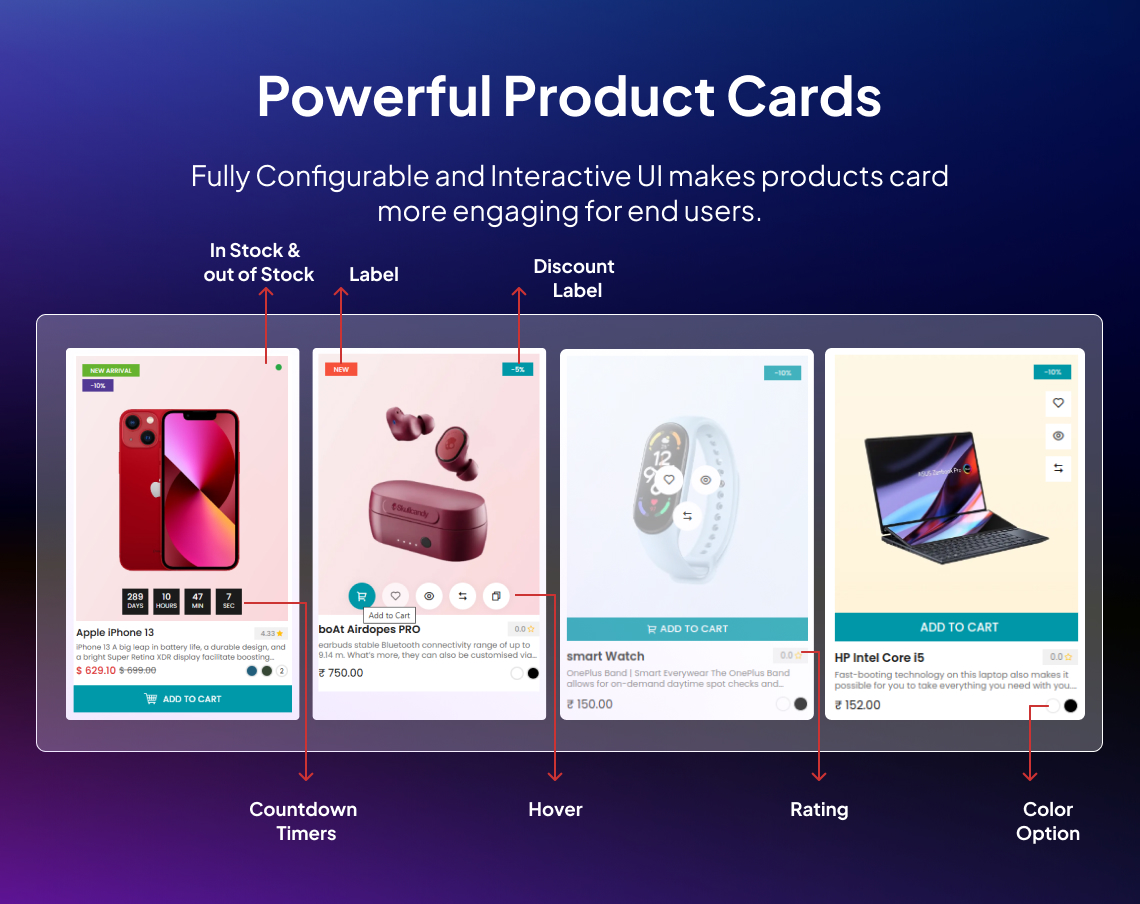 Powerful Product Cards
Fully Configurable and Interactive UI makes products card
more engaging for end users.
In Stock &
out of Stock
Label
Discount
Label
NEW ARRIVAL
-10%
289
DAYS
10
HOURS
47
MIN
7
SEC
Apple iPhone 13
4.33
iPhone 13 A big leap in battery life, a durable design, and
a bright Super Retina XDR display facilitate boosting...
$ 629.10 $ 699.00
2
ADD TO CART
NEW
-5%
Skullcandy
Add to Cart
boAt Airdopes PRO
0.0
earbuds stable Bluetooth connectivity range of up to
9.14 m. What's more, they can also be customised via...
₹ 750.00
-10%
12
ADD TO CART
smart Watch
0.0
OnePlus Band | Smart Everywear The OnePlus Band
allows for on-demand daytime spot checks and...
₹ 150.00
-10%
ADD TO CART
HP Intel Core i5
0.0
Fast-booting technology on this laptop also makes it
possible for you to take everything you need with you...
₹ 152.00
Countdown
Timers
Hover
Rating
Color
Option